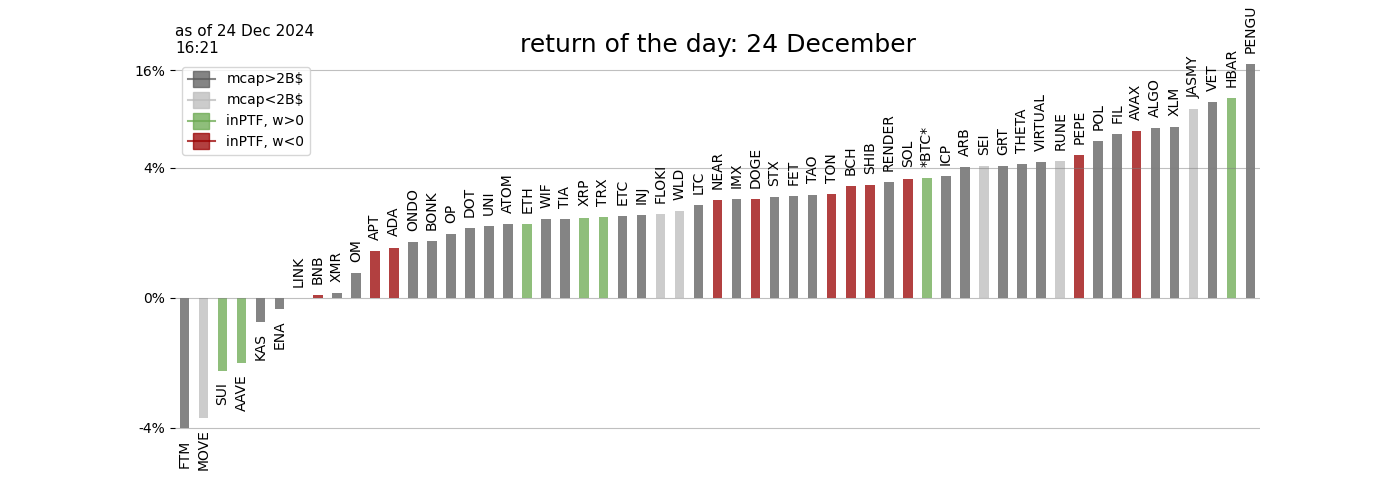 as of 24 Dec 2024
16:21
return of the day: 24 December
mcap>2B$
mcap<2B$
inPTF, w>0
inPTF, w<0
16%
4%
0%
-4%
FTM
MOVE
SUI
AAVE
KAS
ENA
LINK
BNB
XMR
OM
APT
ADA
ONDO
BONK
OP
DOT
UNI
ATOM
ETH
WIF
TIA
XRP
TRX
ETC
INJ
FLOKI
WLD
LTC
NEAR
IMX
DOGE
STX
FET
TAO
TON
BCH
SHIB
RENDER
SOL
*BTC*
ICP
ARB
SEI
GRT
THETA
VIRTUAL
RUNE
PEPE
POL
FIL
AVAX
ALGO
XLM
JASMY
VET
HBAR
PENGU